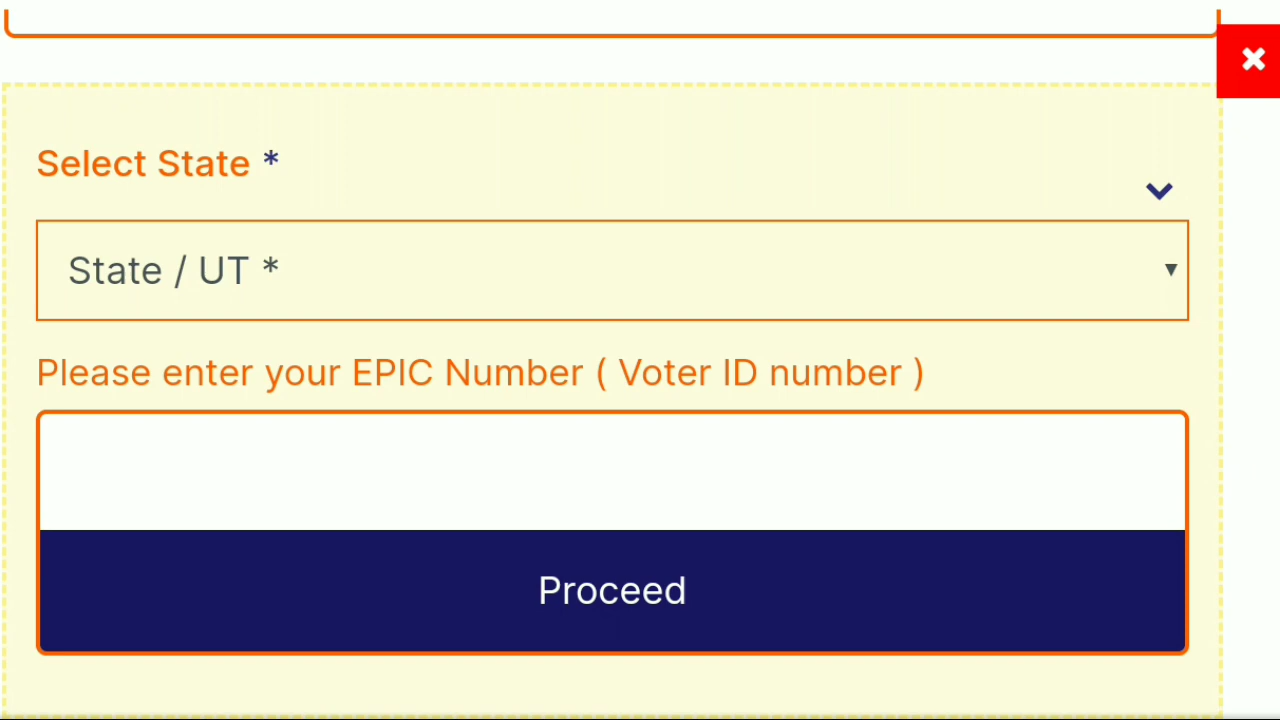 Select State *
State / UT *
Please enter your EPIC Number ( Voter ID number )
Proceed